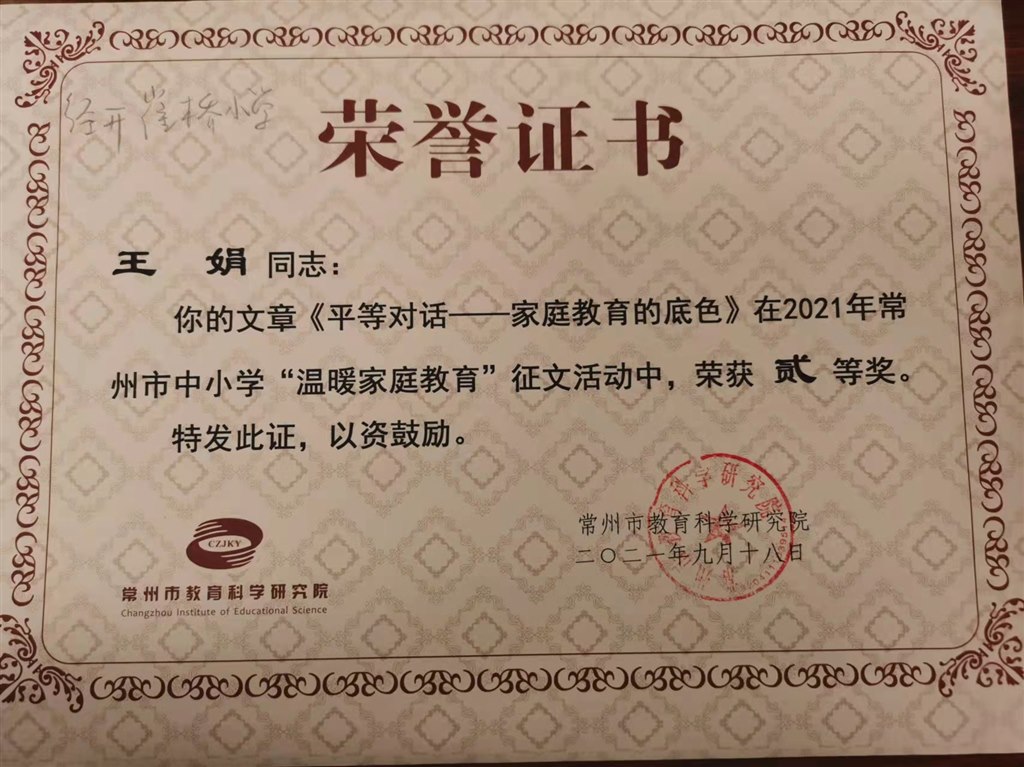 经开崔桥小学
荣誉证书
王 娟 同志：
你的文章《平等对话——家庭教育的底色》在2021年常
州市中小学“温暖家庭教育”征文活动中，荣获 贰 等奖。
特发此证，以资鼓励。
CZJKY
常州市教育科学研究院
Changzhou Institute of Educational Science
常州市教育科学研究院
二〇二一年九月十八日